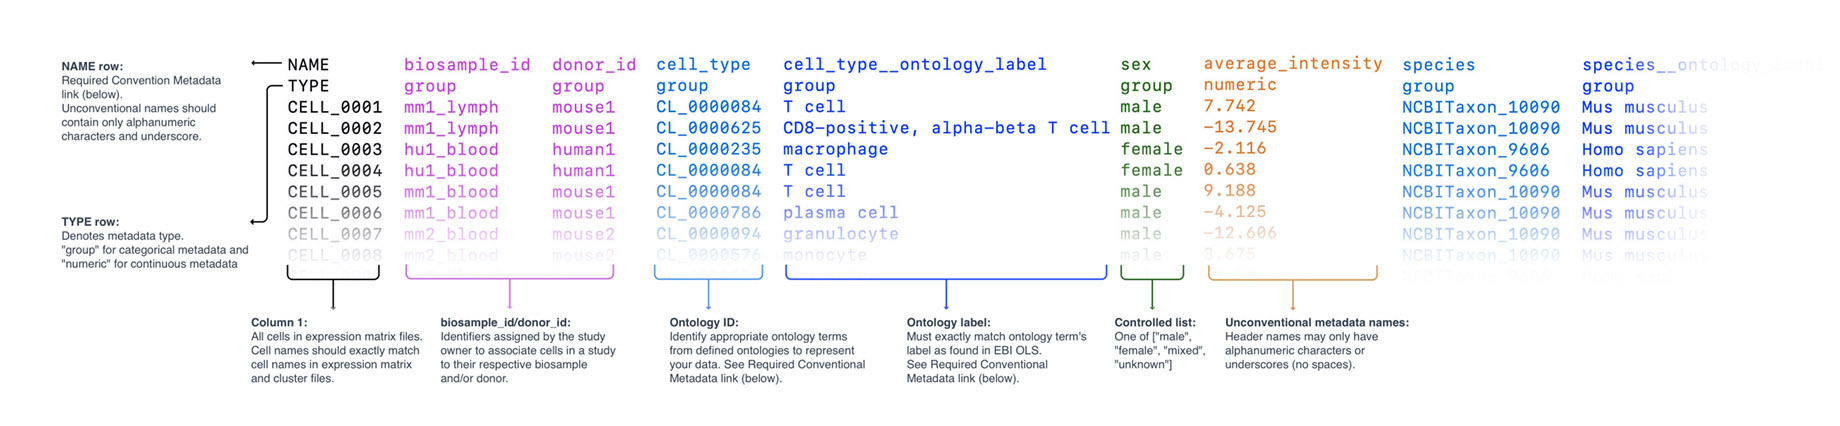 NAME row:
Required Convention Metadata
link (below).
Unconventional names should
contain only alphanumeric
characters and underscore.
TYPE row:
Denotes metadata type.
"group" for categorical metadata and
"numeric" for continuous metadata
NAME biosample_id donor_id cell_type cell_type__ontology_label sex average_intensity species species__ontology_label
TYPE group group group group group numeric group group
CELL_0001 mm1_lymph mouse1 CL_0000084 T cell male 7.742 NCBITaxon_10090 Mus musculus
CELL_0002 mm1_lymph mouse1 CL_0000625 CD8-positive, alpha-beta T cell male -13.745 NCBITaxon_10090 Mus musculus
CELL_0003 hu1_blood human1 CL_0000235 macrophage female -2.116 NCBITaxon_9606 Homo sapiens
CELL_0004 hu1_blood human1 CL_0000084 T cell female 0.638 NCBITaxon_9606 Homo sapiens
CELL_0005 mm1_blood mouse1 CL_0000084 T cell male 9.188 NCBITaxon_10090 Mus musculus
CELL_0006 mm1_blood mouse1 CL_0000786 plasma cell male -4.125 NCBITaxon_10090 Mus musculus
CELL_0007 mm2_blood mouse2 CL_0000094 granulocyte male -12.606 NCBITaxon_10090 Mus musculus
CELL_0008 mm2_blood mouse2 CL_0000576 monocyte male 3.675 NCBITaxon_10090 Mus musculus
Column 1:
All cells in expression matrix files.
Cell names should exactly match
cell names in expression matrix
and cluster files.
biosample_id/donor_id:
Identifiers assigned by the study
owner to associate cells in a study
to their respective biosample
and/or donor.
Ontology ID:
Identify appropriate ontology terms
from defined ontologies to represent
your data. See Required Conventional
Metadata link (below).
Ontology label:
Must exactly match ontology term's
label as found in EBI OLS.
See Required Conventional
Metadata link (below).
Controlled list:
One of ["male",
"female", "mixed",
"unknown"]
Unconventional metadata names:
Header names may only have
alphanumeric characters or
underscores (no spaces).